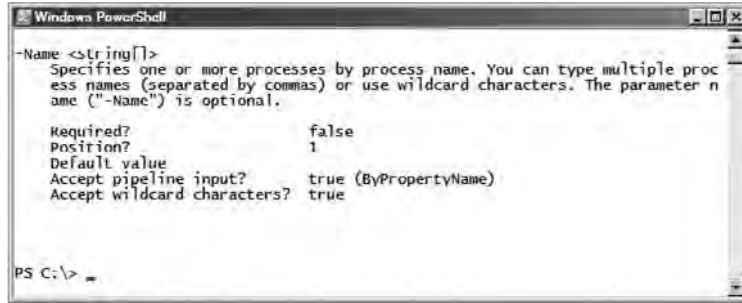 Windows PowerShell
-Name <string[]>
Specifies one or more processes by process name. You can type multiple proc
ess names (separated by commas) or use wildcard characters. The parameter n
ame ("-Name") is optional.
Required? false
Position? 1
Default value
Accept pipeline input? true (ByPropertyName)
Accept wildcard characters? true
PS C:\> _